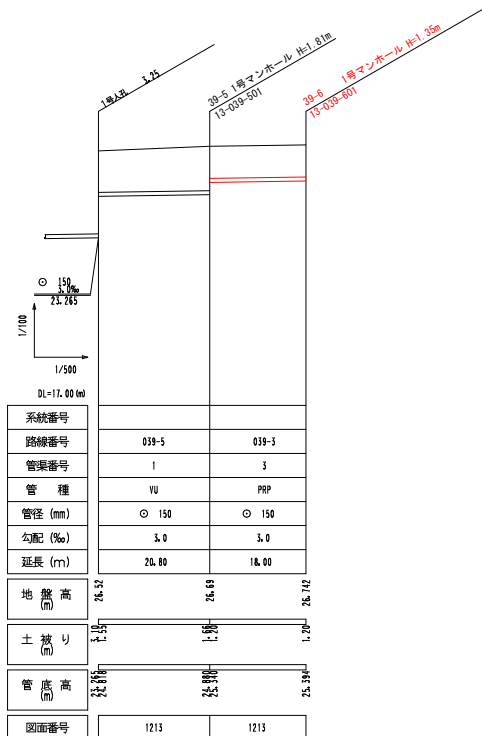 1号人孔 3.25
39-5 1号マンホール H=1.81m
13-039-501
39-6 1号マンホール H=1.35m
13-039-601
⊙ 150
3.0‰
23.265
1/100
1/500
DL=17.00(m)
系統番号
路線番号 039-5 039-3
管渠番号 1 3
管 種 VU PRP
管径 (mm) ⊙ 150 ⊙ 150
勾配 (‰) 3.0 3.0
延長 (m) 20.80 18.00
地 盤 高 (m) 26.52 26.69 26.742
土 被 り (m) 3.10 1.55 1.66 1.20 1.20
管 底 高 (m) 23.265 24.818 24.880 25.340 25.394
図面番号 1213 1213